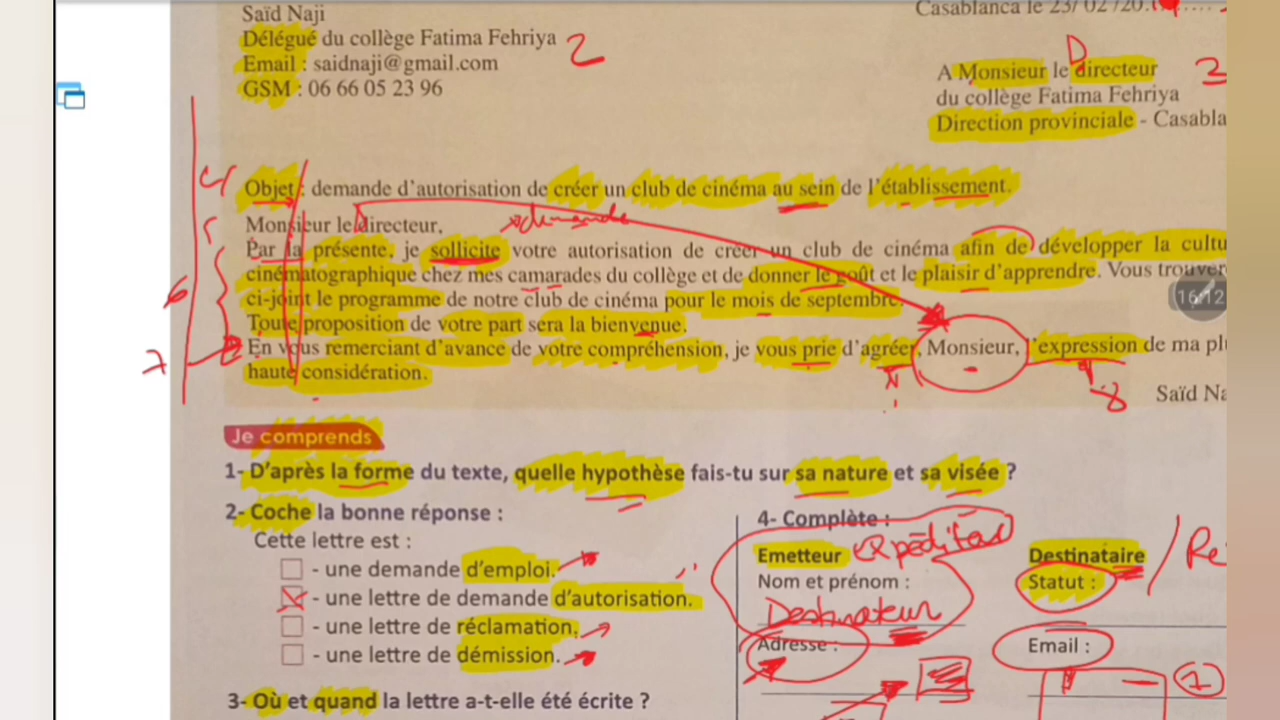 Saïd Naji
Casablanca le 23/ 02 /20.
Délégué du collège Fatima Fehriya
2
Email : saidnaji@gmail.com
GSM : 06 66 05 23 96
D
A Monsieur le directeur
3
du collège Fatima Fehriya
Direction provinciale - Casabla
4
Objet : demande d'autorisation de créer un club de cinéma au sein de l'établissement.
5
Monsieur le directeur,
demande
Par la présente, je sollicite votre autorisation de créer un club de cinéma afin de développer la cultu
cinématographique chez mes camarades du collège et de donner le goût et le plaisir d'apprendre. Vous trouver
6
ci-joint le programme de notre club de cinéma pour le mois de septembre.
16/12
Toute proposition de votre part sera la bienvenue.
7
En vous remerciant d'avance de votre compréhension, je vous prie d'agréer, Monsieur, l'expression de ma pl
haute considération.
8
Saïd Na
Je comprends
1- D'après la forme du texte, quelle hypothèse fais-tu sur sa nature et sa visée ?
2- Coche la bonne réponse :
Cette lettre est :
- une demande d'emploi.
- une lettre de demande d'autorisation.
- une lettre de réclamation.
- une lettre de démission.
3- Où et quand la lettre a-t-elle été écrite ?
4- Complète :
Emetteur
Nom et prénom :
Destinateur
Adresse :
Destinataire / Re
Statut :
Email :
1